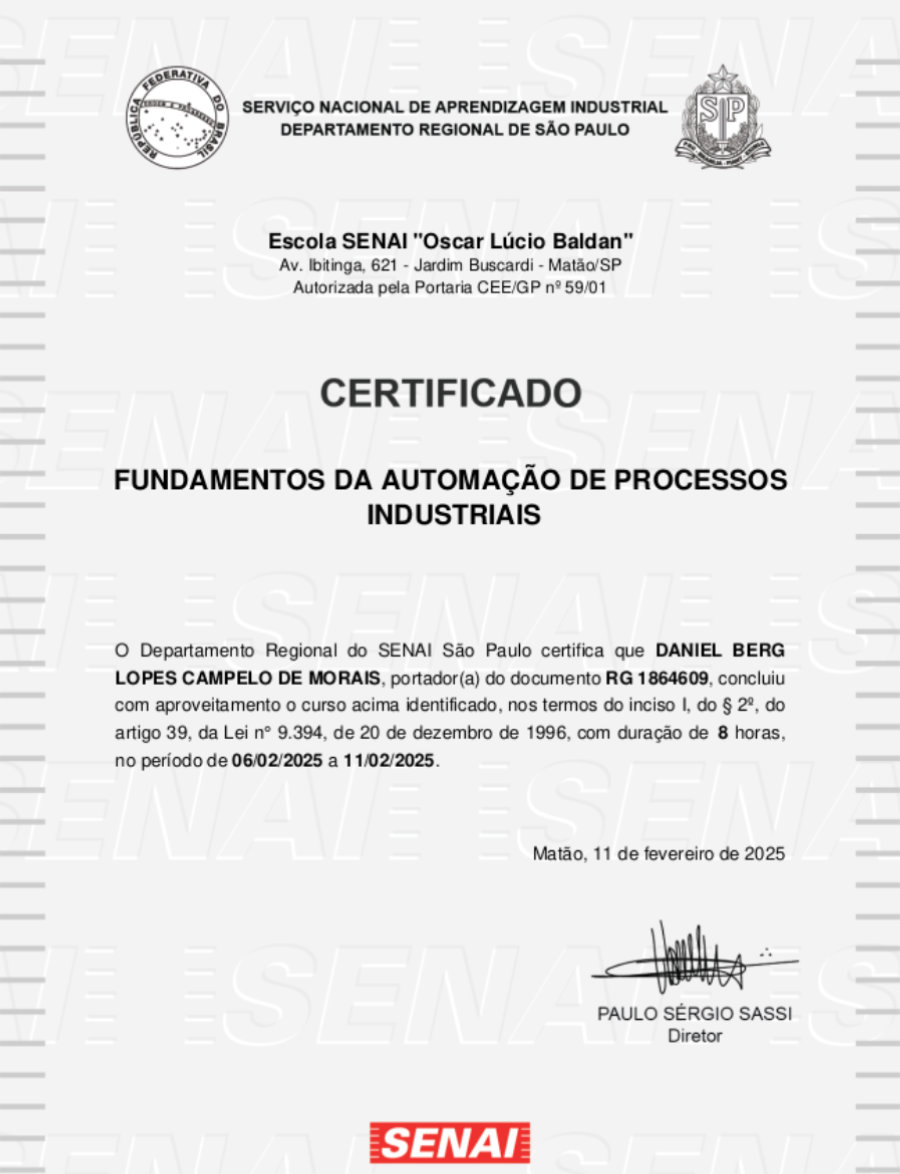 REPÚBLICA FEDERATIVA DO BRASIL
ORDEM E PROGRESSO
SERVIÇO NACIONAL DE APRENDIZAGEM INDUSTRIAL
DEPARTAMENTO REGIONAL DE SÃO PAULO
SP
Escola SENAI "Oscar Lúcio Baldan"
Av. Ibitinga, 621 - Jardim Buscardi - Matão/SP
Autorizada pela Portaria CEE/GP nº 59/01
CERTIFICADO
FUNDAMENTOS DA AUTOMAÇÃO DE PROCESSOS
INDUSTRIAIS
O Departamento Regional do SENAI São Paulo certifica que DANIEL BERG
LOPES CAMPELO DE MORAIS, portador(a) do documento RG 1864609, concluiu
com aproveitamento o curso acima identificado, nos termos do inciso I, do § 2º, do
artigo 39, da Lei n° 9.394, de 20 de dezembro de 1996, com duração de 8 horas,
no período de 06/02/2025 a 11/02/2025.
Matão, 11 de fevereiro de 2025
PAULO SÉRGIO SASSI
Diretor
SENAI